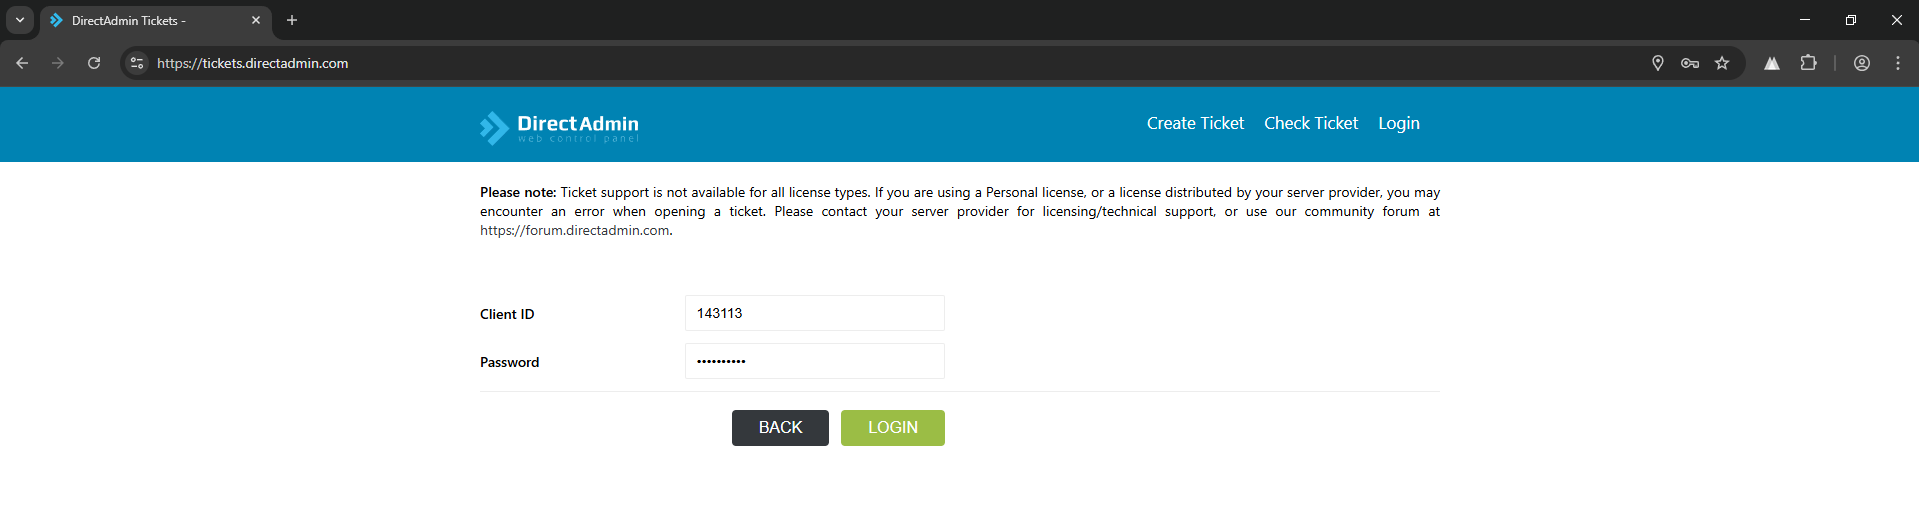 DirectAdmin Tickets -
https://tickets.directadmin.com
DirectAdmin
web control panel
Create Ticket Check Ticket Login
Please note: Ticket support is not available for all license types. If you are using a Personal license, or a license distributed by your server provider, you may
encounter an error when opening a ticket. Please contact your server provider for licensing/technical support, or use our community forum at
https://forum.directadmin.com.
Client ID 143113
Password ••••••••••
BACK LOGIN